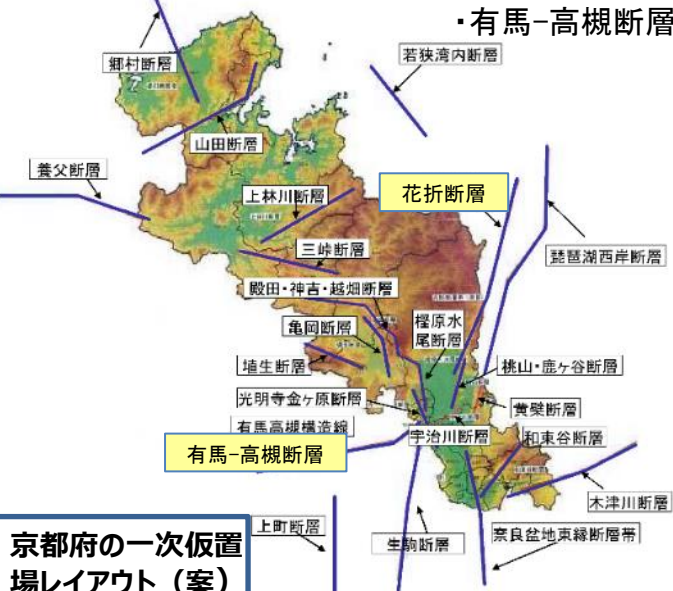 ・有馬-高槻断層
郷村断層
若狭湾内断層
山田断層
養父断層
上林川断層
花折断層
琵琶湖西岸断層
三峠断層
殿田・神吉・越畑断層
亀岡断層
樫原水
尾断層
埴生断層
桃山・鹿ヶ谷断層
光明寺金ヶ原断層
黄檗断層
有馬高槻構造線
宇治川断層
和束谷断層
有馬-高槻断層
木津川断層
上町断層
生駒断層
奈良盆地東縁断層帯
京都府の一次仮置
場レイアウト（案）